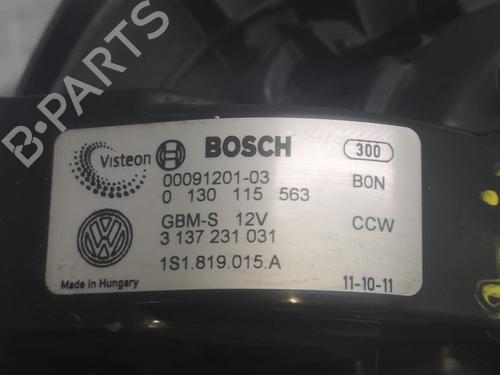 B-PARTS
Visteon BOSCH 300
00091201-03 B0N
0 130 115 563
GBM-S 12V CCW
3 137 231 031
1S1.819.015.A
Made in Hungary 11-10-11